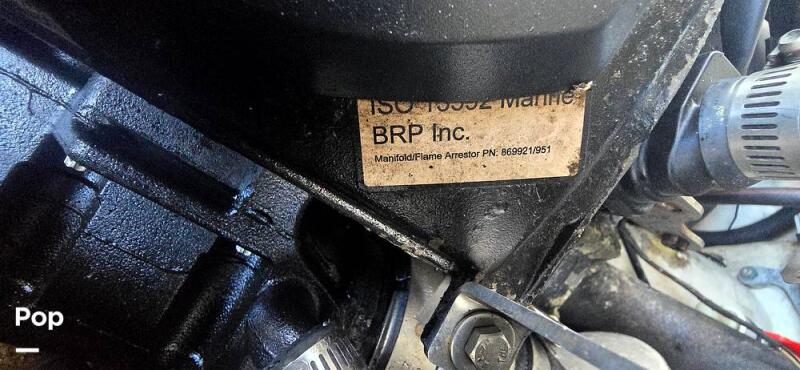 ISO 13592 Marine
BRP Inc.
Manifold/Flame Arrestor PN: 869921/951
Pop